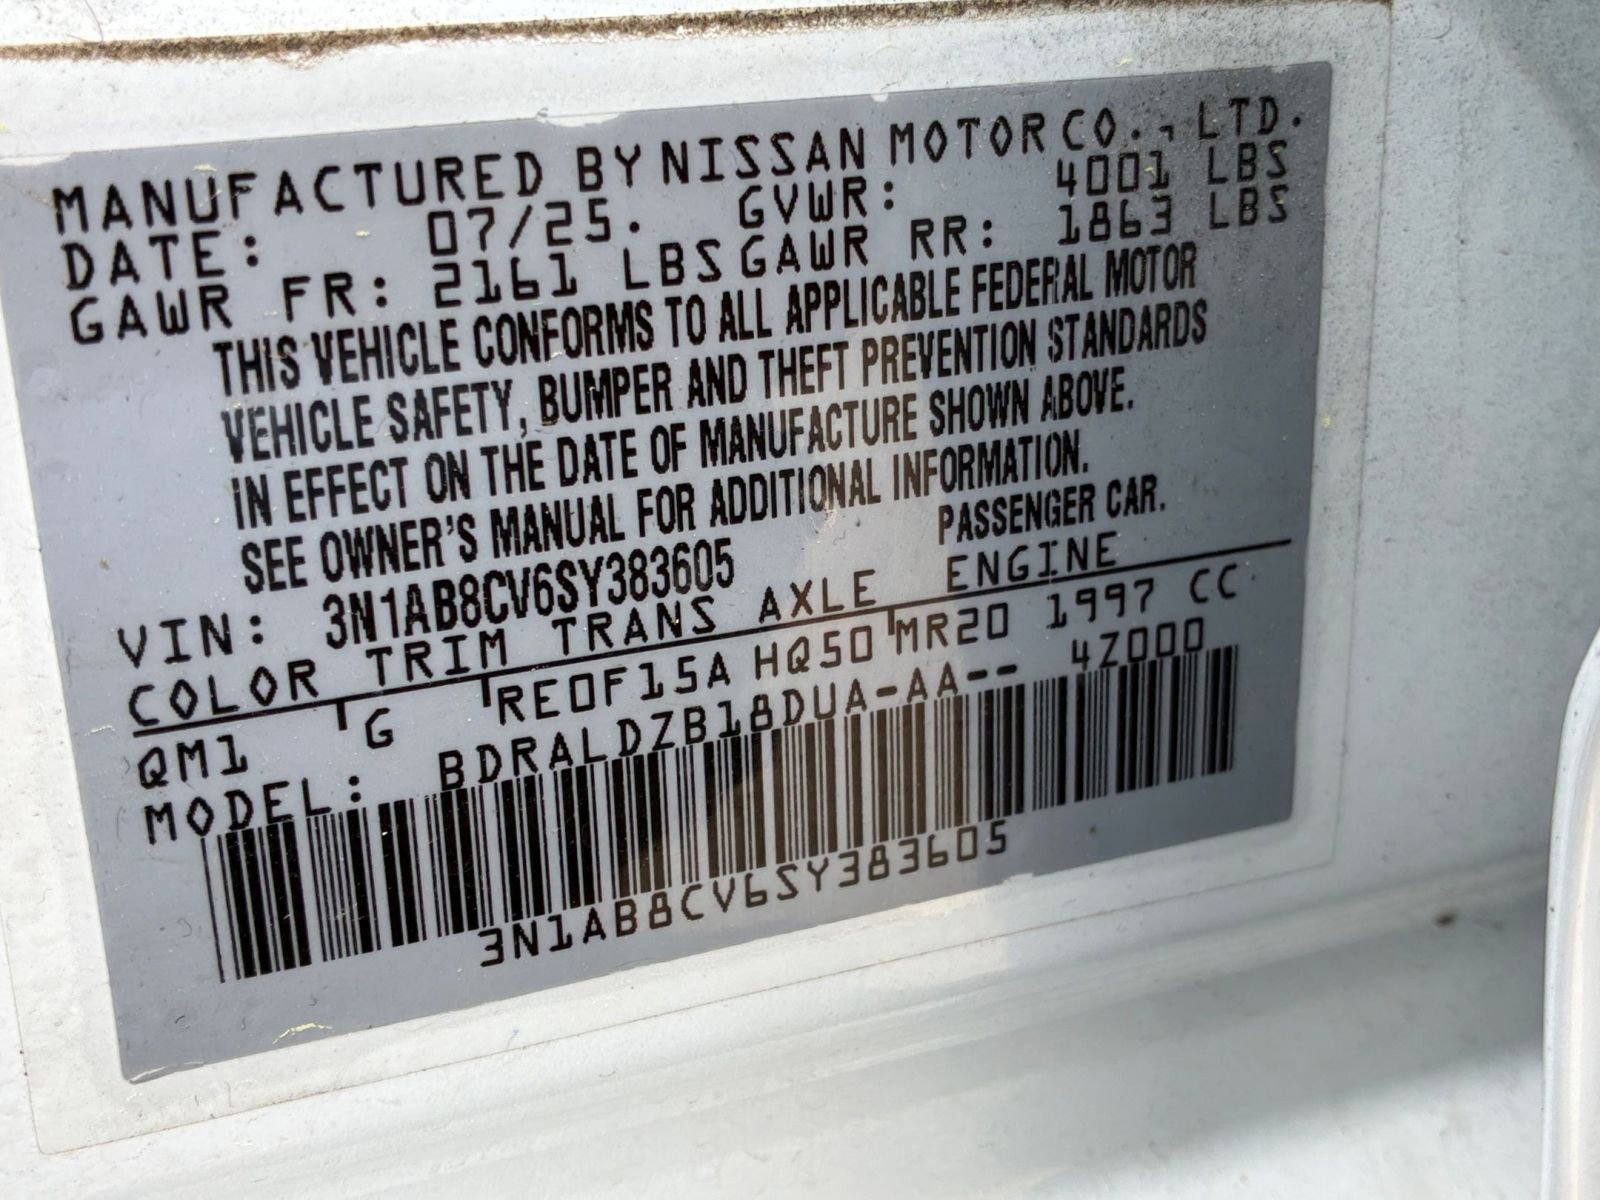 MANUFACTURED BY NISSAN MOTOR CO., LTD.
DATE: 07/25. GVWR: 4001 LBS
GAWR FR: 2161 LBS GAWR RR: 1863 LBS
THIS VEHICLE CONFORMS TO ALL APPLICABLE FEDERAL MOTOR
VEHICLE SAFETY, BUMPER AND THEFT PREVENTION STANDARDS
IN EFFECT ON THE DATE OF MANUFACTURE SHOWN ABOVE.
SEE OWNER'S MANUAL FOR ADDITIONAL INFORMATION.
PASSENGER CAR.
VIN: 3N1AB8CV6SY383605
COLOR TRIM TRANS AXLE ENGINE
QM1 G RE0F15A HQ50 MR20 1997 CC
MODEL: BDRALDZB18DUA-AA-- 4Z000
3N1AB8CV6SY383605